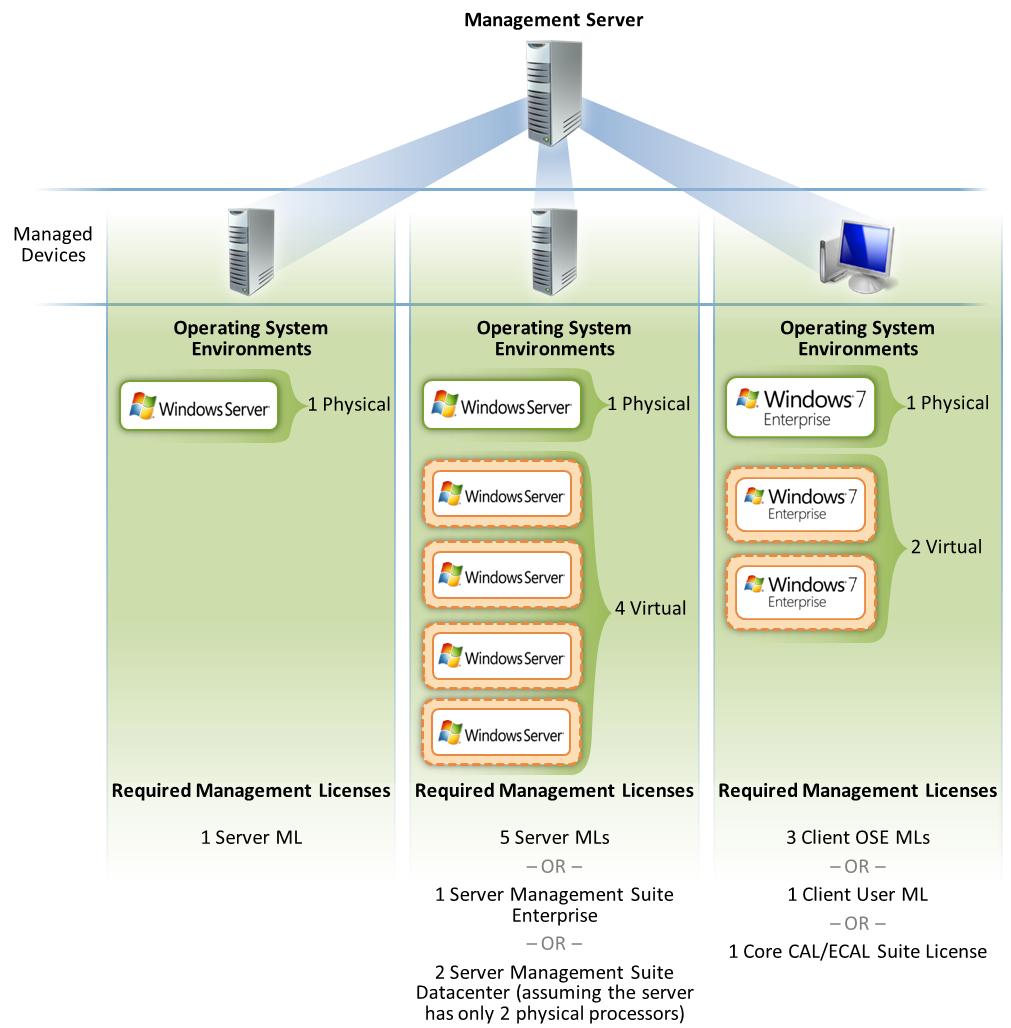 Management Server
Managed
Devices
Operating System
Environments
Windows Server
1 Physical
Required Management Licenses
1 Server ML
Operating System
Environments
Windows Server
1 Physical
Windows Server
Windows Server
Windows Server
Windows Server
4 Virtual
Required Management Licenses
5 Server MLs
– OR –
1 Server Management Suite
Enterprise
– OR –
2 Server Management Suite
Datacenter (assuming the server
has only 2 physical processors)
Operating System
Environments
Windows 7
Enterprise
1 Physical
Windows 7
Enterprise
Windows 7
Enterprise
2 Virtual
Required Management Licenses
3 Client OSE MLs
– OR –
1 Client User ML
– OR –
1 Core CAL/ECAL Suite License